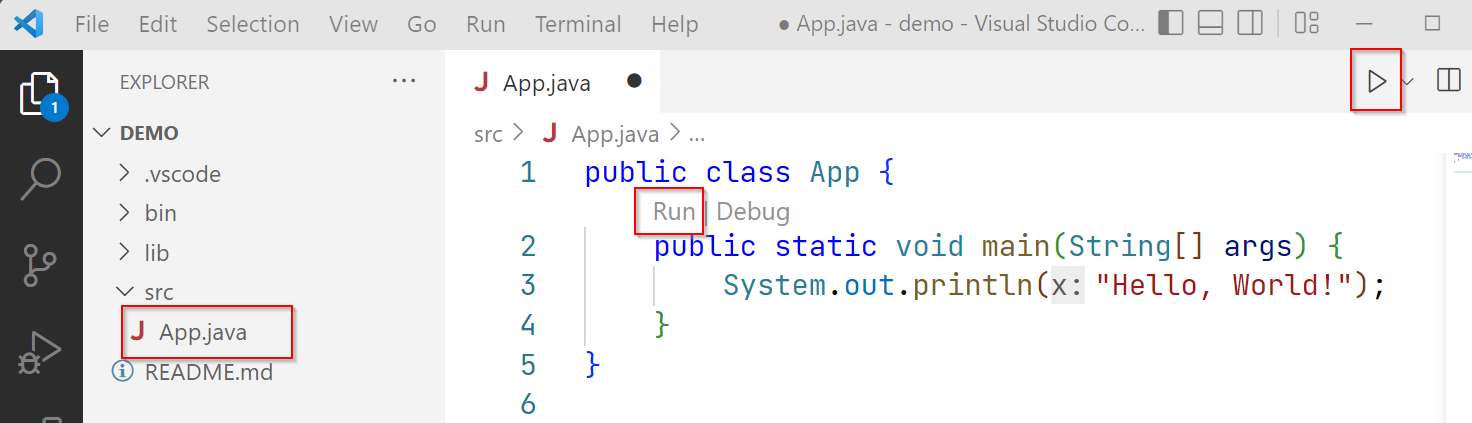 File Edit Selection View Go Run Terminal Help ● App.java - demo - Visual Studio Co...
EXPLORER ...
1
DEMO
.vscode
bin
lib
src
J App.java
README.md
J App.java ●
src > J App.java > ...
1 public class App {
Run | Debug
2 public static void main(String[] args) {
3 System.out.println(x: "Hello, World!");
4 }
5 }
6